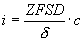 i = ZFSD/δ · c